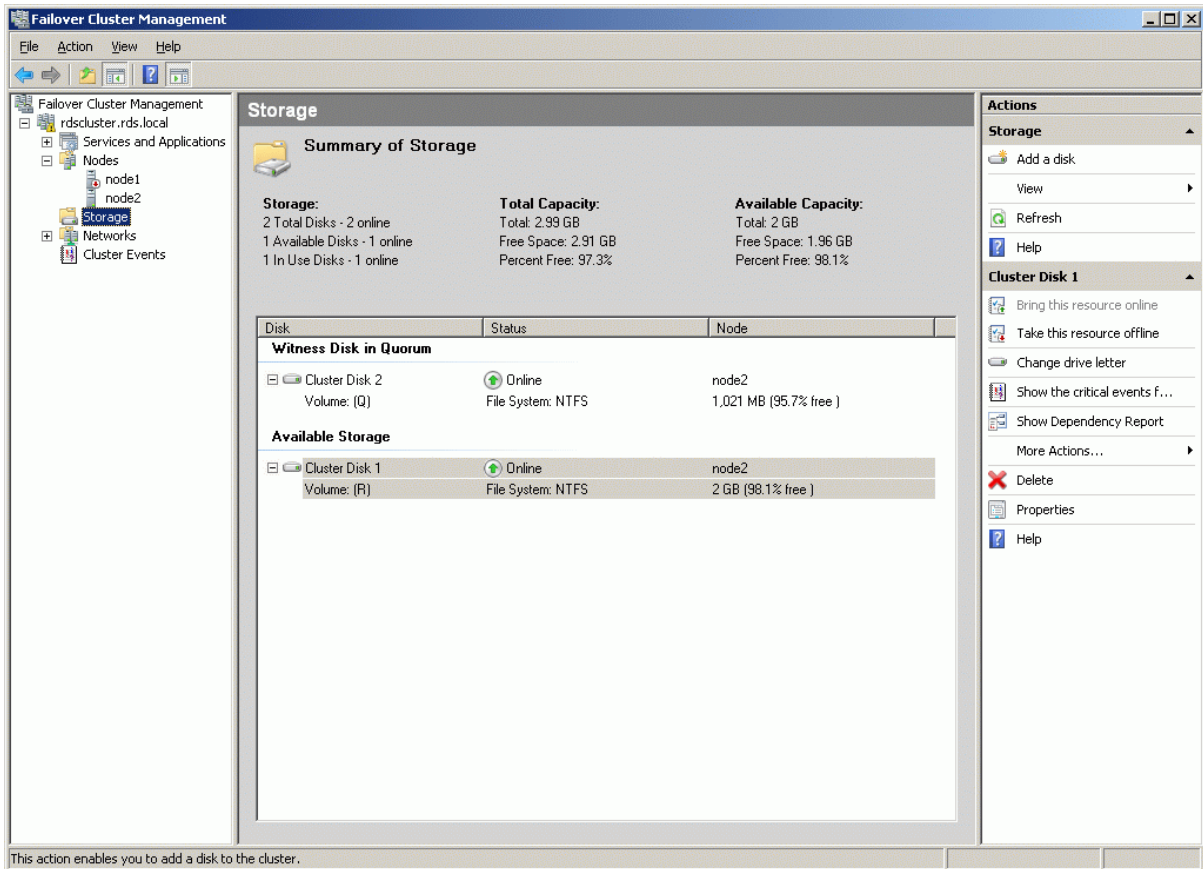 Failover Cluster Management
File Action View Help
Failover Cluster Management
rdscluster.rds.local
Services and Applications
Nodes
node1
node2
Storage
Networks
Cluster Events
Storage
Summary of Storage
Storage: Total Capacity: Available Capacity:
2 Total Disks - 2 online Total: 2.99 GB Total: 2 GB
1 Available Disks - 1 online Free Space: 2.91 GB Free Space: 1.96 GB
1 In Use Disks - 1 online Percent Free: 97.3% Percent Free: 98.1%
Disk Status Node
Witness Disk in Quorum
Cluster Disk 2 Online node2
Volume: (Q) File System: NTFS 1,021 MB (95.7% free )
Available Storage
Cluster Disk 1 Online node2
Volume: (R) File System: NTFS 2 GB (98.1% free )
Actions
Storage
Add a disk
View
Refresh
Help
Cluster Disk 1
Bring this resource online
Take this resource offline
Change drive letter
Show the critical events f...
Show Dependency Report
More Actions...
Delete
Properties
Help
This action enables you to add a disk to the cluster.